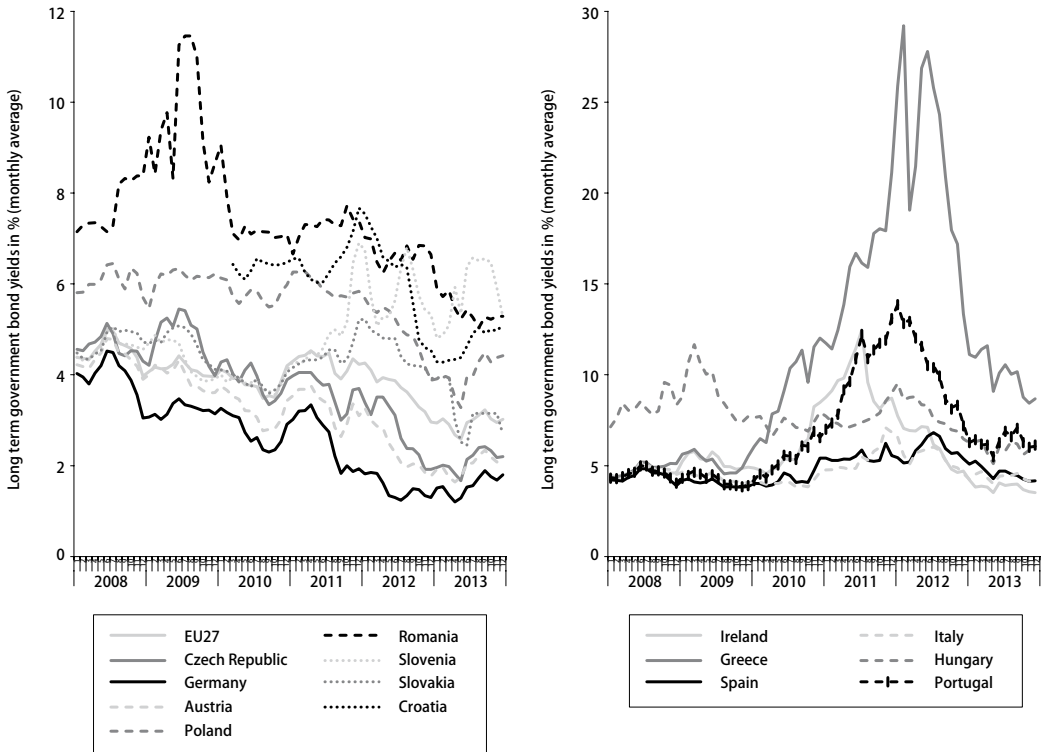 Long term government bond yields in % (monthly average)
12
10
8
6
4
2
0
2008 2009 2010 2011 2012 2013
EU27
Czech Republic
Germany
Austria
Poland
Romania
Slovenia
Slovakia
Croatia
Long term government bond yields in % (monthly average)
30
25
20
15
10
5
0
2008 2009 2010 2011 2012 2013
Ireland
Greece
Spain
Italy
Hungary
Portugal